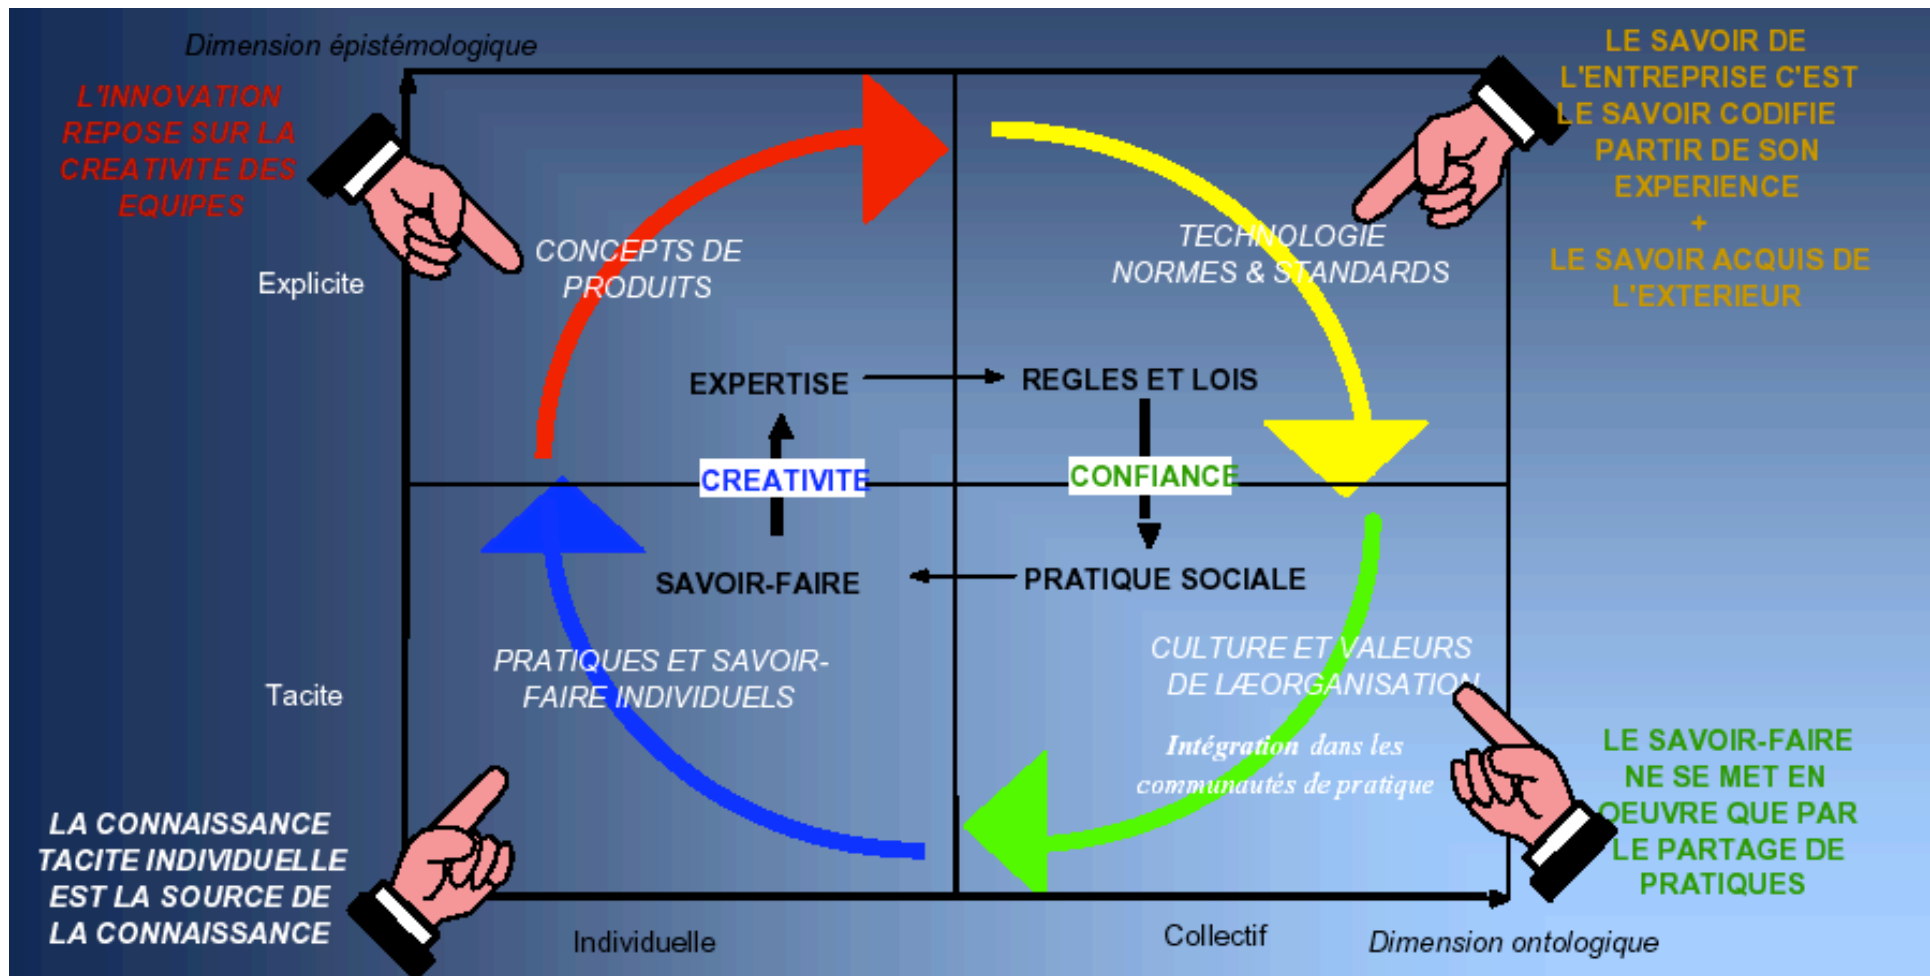 Dimension épistémologique
L'INNOVATION
REPOSE SUR LA
CREATIVITE DES
EQUIPES
LE SAVOIR DE
L'ENTREPRISE C'EST
LE SAVOIR CODIFIE
PARTIR DE SON
EXPERIENCE
+
LE SAVOIR ACQUIS DE
L'EXTERIEUR
Explicite
CONCEPTS DE
PRODUITS
TECHNOLOGIE
NORMES & STANDARDS
EXPERTISE
REGLES ET LOIS
CREATIVITE
CONFIANCE
SAVOIR-FAIRE
PRATIQUE SOCIALE
Tacite
PRATIQUES ET SAVOIR-
FAIRE INDIVIDUELS
CULTURE ET VALEURS
DE LÆORGANISATION
Intégration dans les
communautés de pratique
LA CONNAISSANCE
TACITE INDIVIDUELLE
EST LA SOURCE DE
LA CONNAISSANCE
LE SAVOIR-FAIRE
NE SE MET EN
OEUVRE QUE PAR
LE PARTAGE DE
PRATIQUES
Individuelle
Collectif
Dimension ontologique